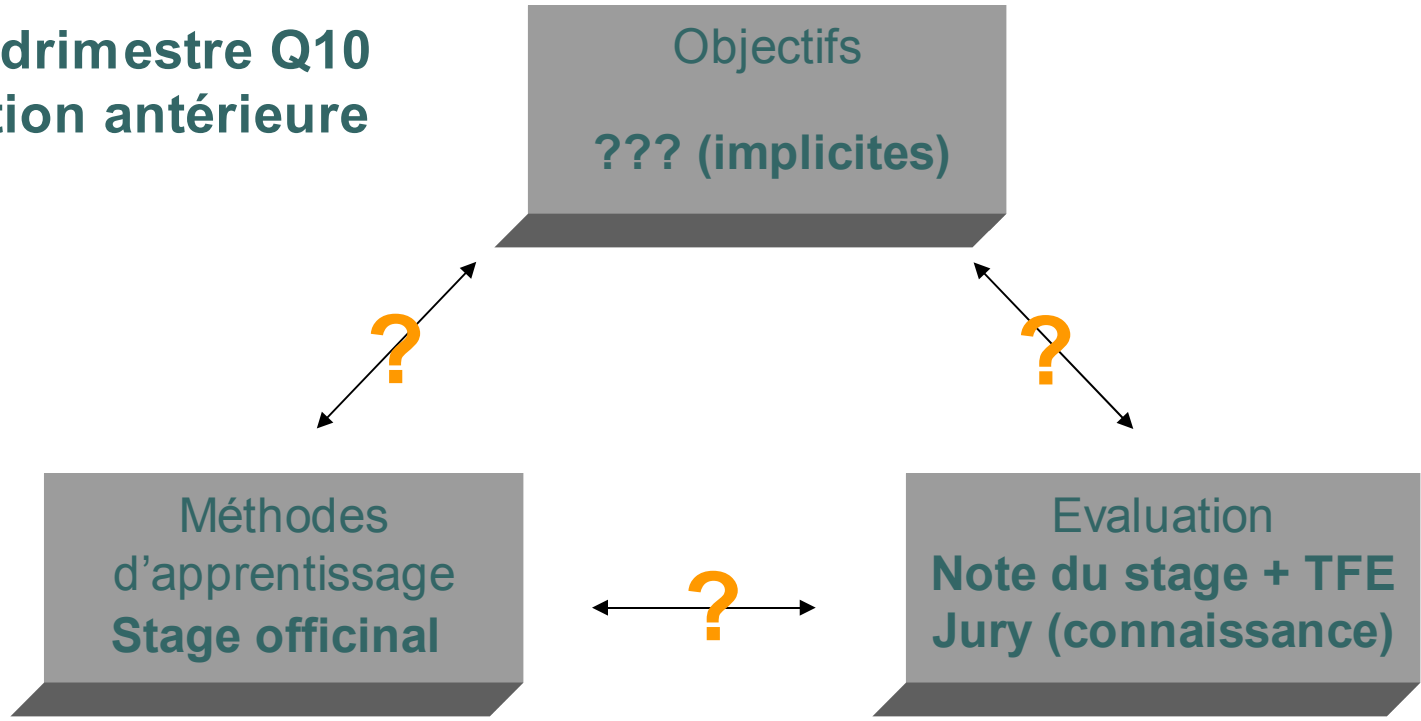 drimestre Q10
tion antérieure
Objectifs
??? (implicites)
?
?
Méthodes
d’apprentissage
Stage officinal
?
Evaluation
Note du stage + TFE
Jury (connaissance)